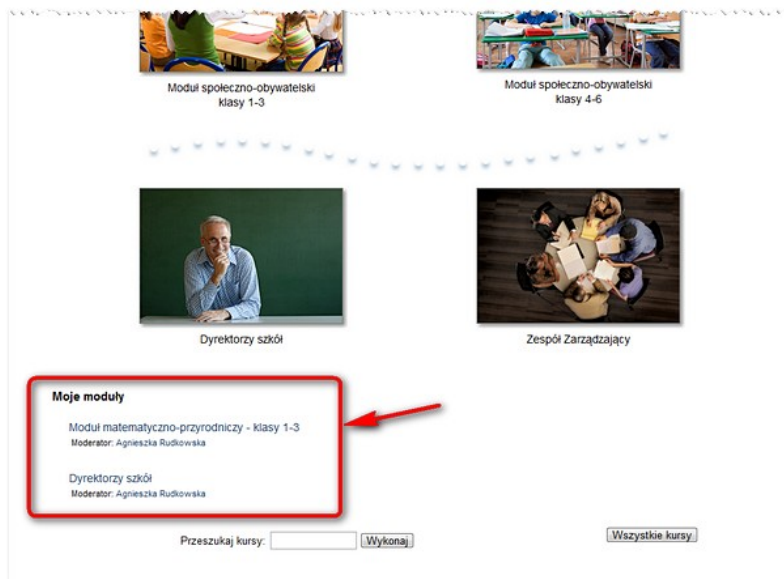 Moduł społeczno-obywatelski
klasy 1-3
Moduł społeczno-obywatelski
klasy 4-6
Dyrektorzy szkół
Zespół Zarządzający
Moje moduły
Moduł matematyczno-przyrodniczy - klasy 1-3
Moderator: Agnieszka Rudkowska
Dyrektorzy szkół
Moderator: Agnieszka Rudkowska
Przeszukaj kursy: Wykonaj
Wszystkie kursy